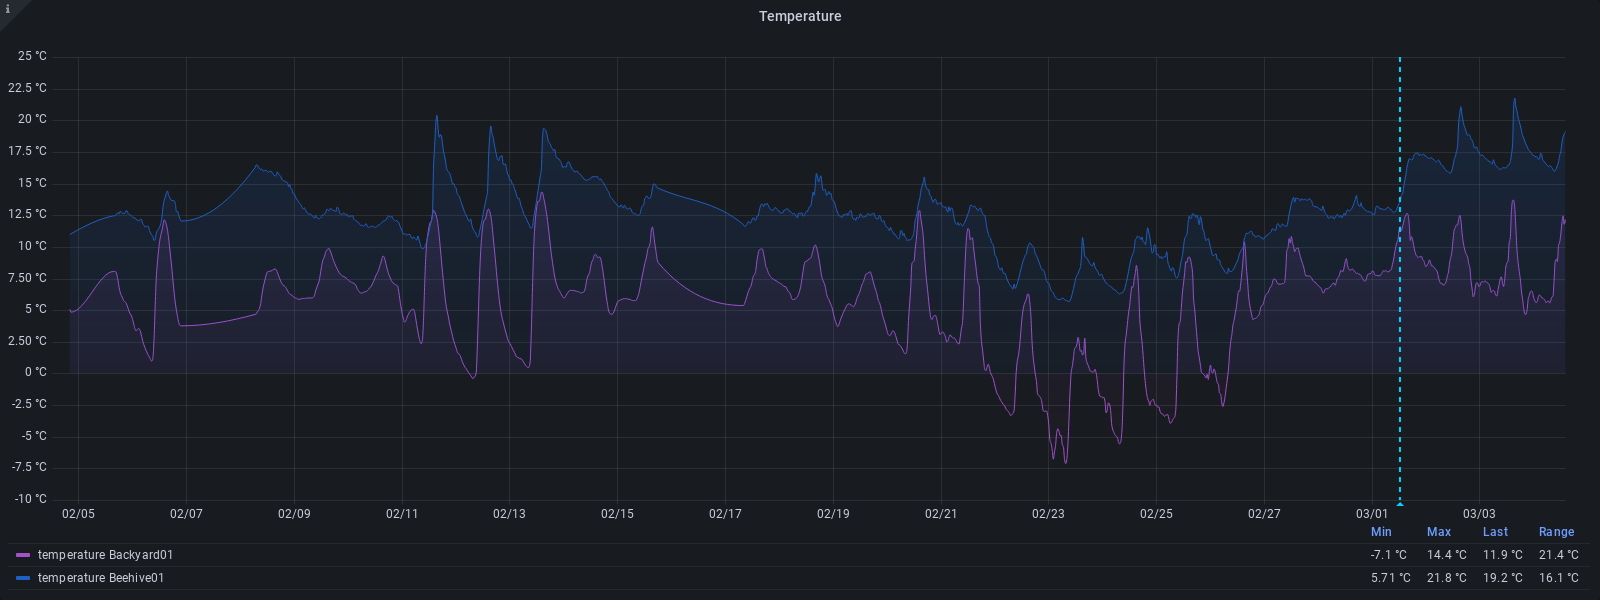 i
Temperature
25 °C
22.5 °C
20 °C
17.5 °C
15 °C
12.5 °C
10 °C
7.50 °C
5 °C
2.50 °C
0 °C
-2.5 °C
-5 °C
-7.5 °C
-10 °C
02/05 02/07 02/09 02/11 02/13 02/15 02/17 02/19 02/21 02/23 02/25 02/27 03/01 03/03
Min Max Last Range
temperature Backyard01 -7.1 °C 14.4 °C 11.9 °C 21.4 °C
temperature Beehive01 5.71 °C 21.8 °C 19.2 °C 16.1 °C